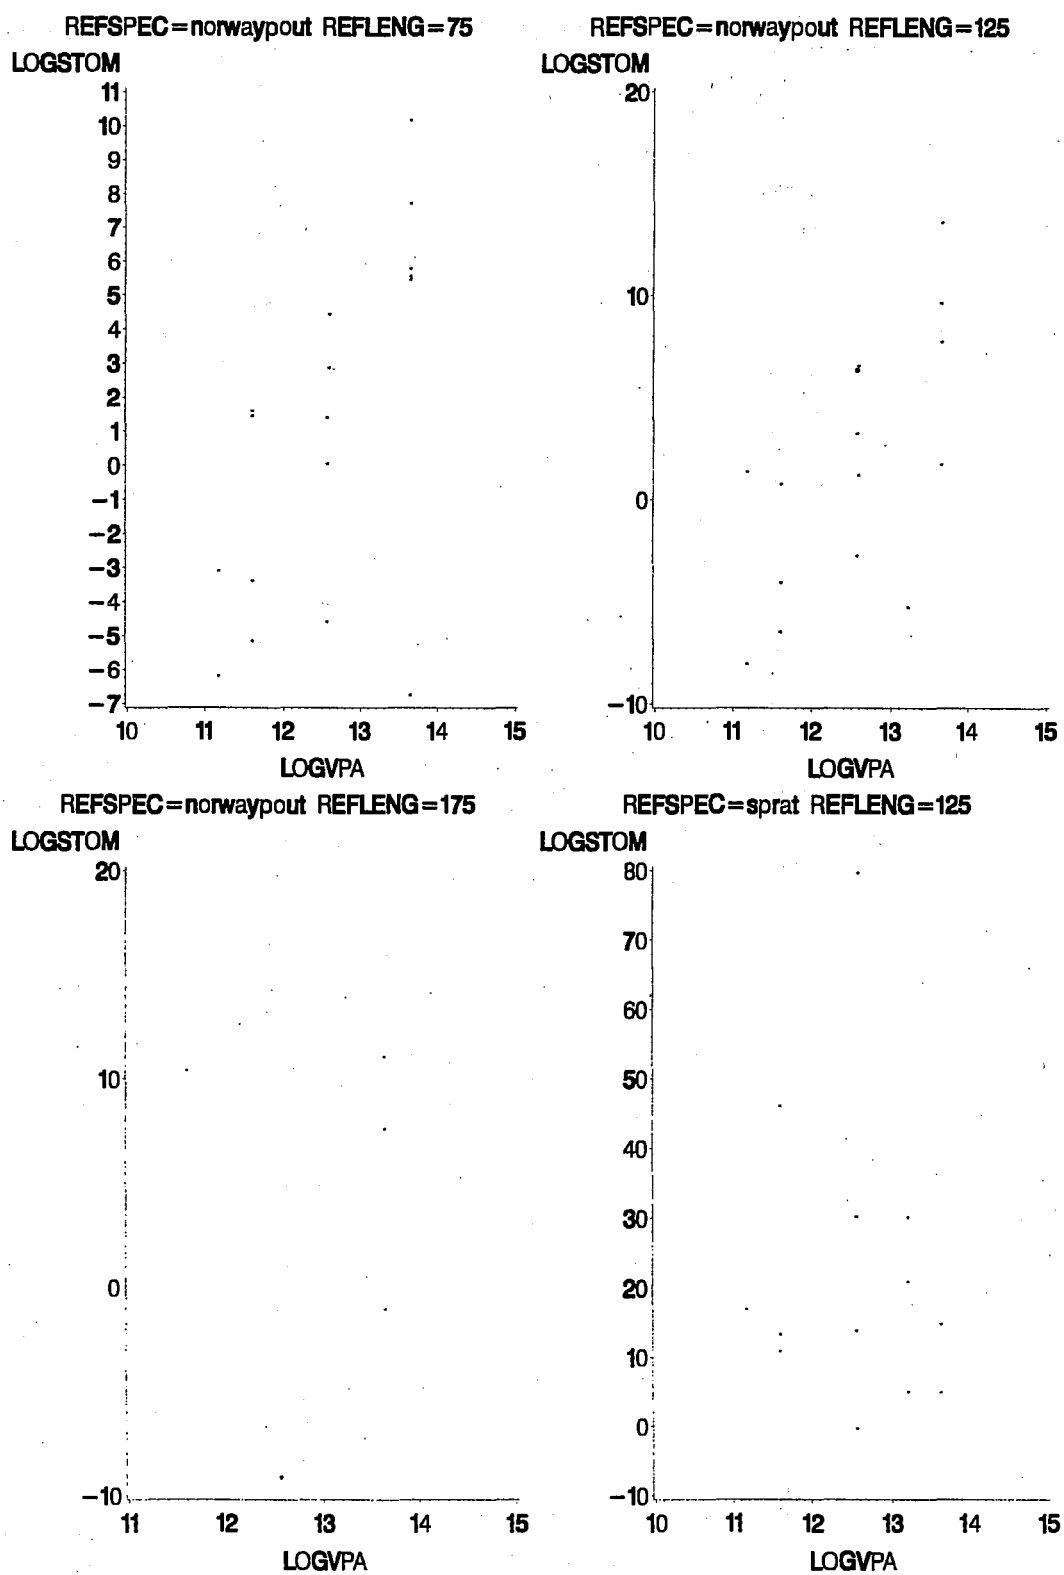 REFSPEC=norwaypout REFLENG=75
LOGSTOM
11
10
9
8
7
6
5
4
3
2
1
0
−1
−2
−3
−4
−5
−6
−7
10 11 12 13 14 15
LOGVPA
REFSPEC=norwaypout REFLENG=125
LOGSTOM
20
10
0
−10
10 11 12 13 14 15
LOGVPA
REFSPEC=norwaypout REFLENG=175
LOGSTOM
20
10
0
−10
11 12 13 14 15
LOGVPA
REFSPEC=sprat REFLENG=125
LOGSTOM
80
70
60
50
40
30
20
10
0
−10
10 11 12 13 14 15
LOGVPA